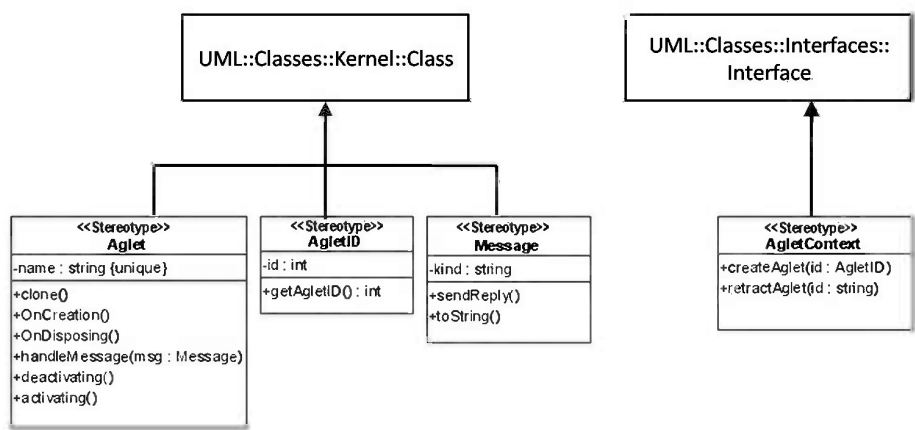 UML::Classes::Kernel::Class
UML::Classes::Interfaces::
Interface
<<Stereotype>>
Aglet
-name : string {unique}
+clone()
+OnCreation()
+OnDisposing()
+handleMessage(msg : Message)
+deactivating()
+activating()
<<Stereotype>>
AgletID
-id : int
+getAgletID() : int
<<Stereotype>>
Message
-kind : string
+sendReply()
+toString()
<<Stereotype>>
AgletContext
+createAglet(id : AgletID)
+retractAglet(id : string)